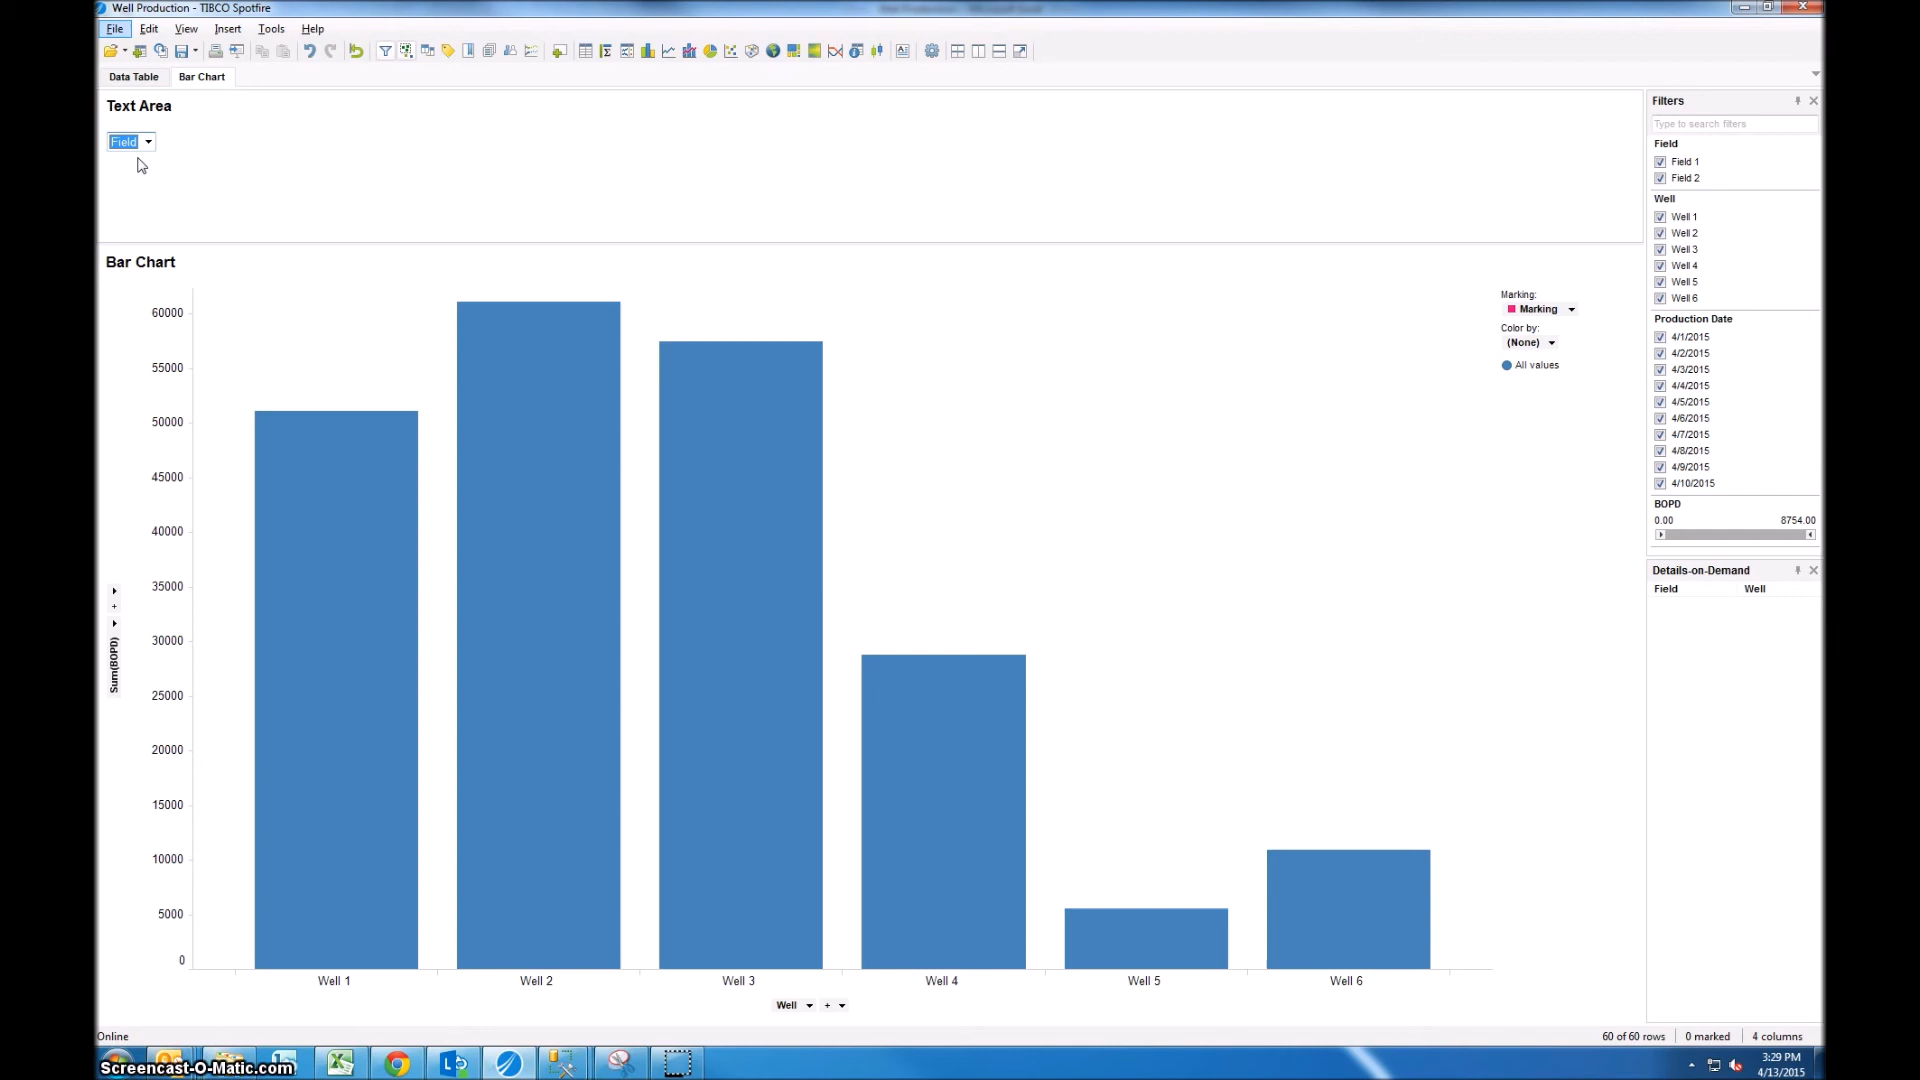 Well Production - TIBCO Spotfire
File Edit View Insert Tools Help
Data Table Bar Chart
Text Area
Field
Bar Chart
60000
55000
50000
45000
40000
35000
30000
25000
20000
15000
10000
5000
0
Sum(BOPD)
+
Well 1 Well 2 Well 3 Well 4 Well 5 Well 6
Well +
Marking:
Marking
Color by:
(None)
All values
Filters
Type to search filters
Field
Field 1
Field 2
Well
Well 1
Well 2
Well 3
Well 4
Well 5
Well 6
Production Date
4/1/2015
4/2/2015
4/3/2015
4/4/2015
4/5/2015
4/6/2015
4/7/2015
4/8/2015
4/9/2015
4/10/2015
BOPD
0.00 8754.00
Details-on-Demand
Field Well
Online 60 of 60 rows 0 marked 4 columns
Screencast-O-Matic.com
3:29 PM
4/13/2015